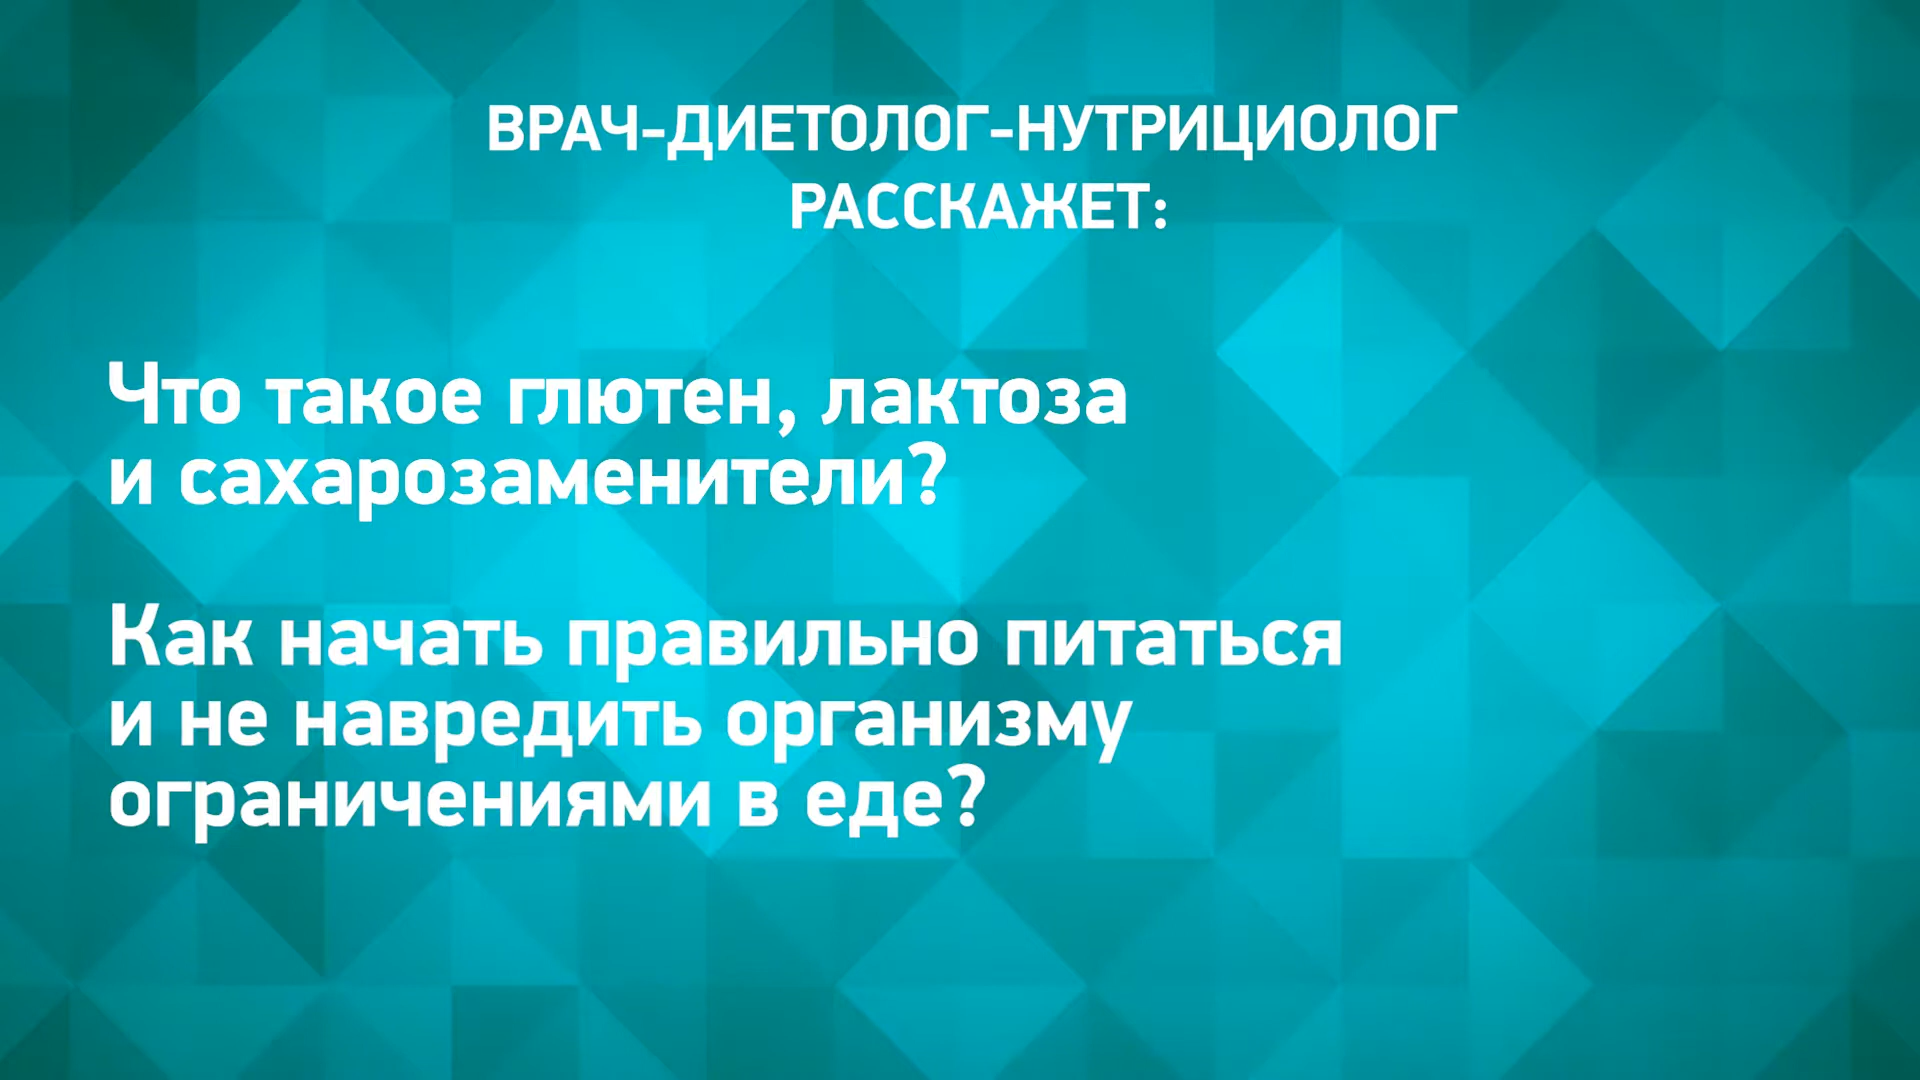 ВРАЧ-ДИЕТОЛОГ-НУТРИЦИОЛОГ
РАССКАЖЕТ:
Что такое глютен, лактоза
и сахарозаменители?
Как начать правильно питаться
и не навредить организму
ограничениями в еде?